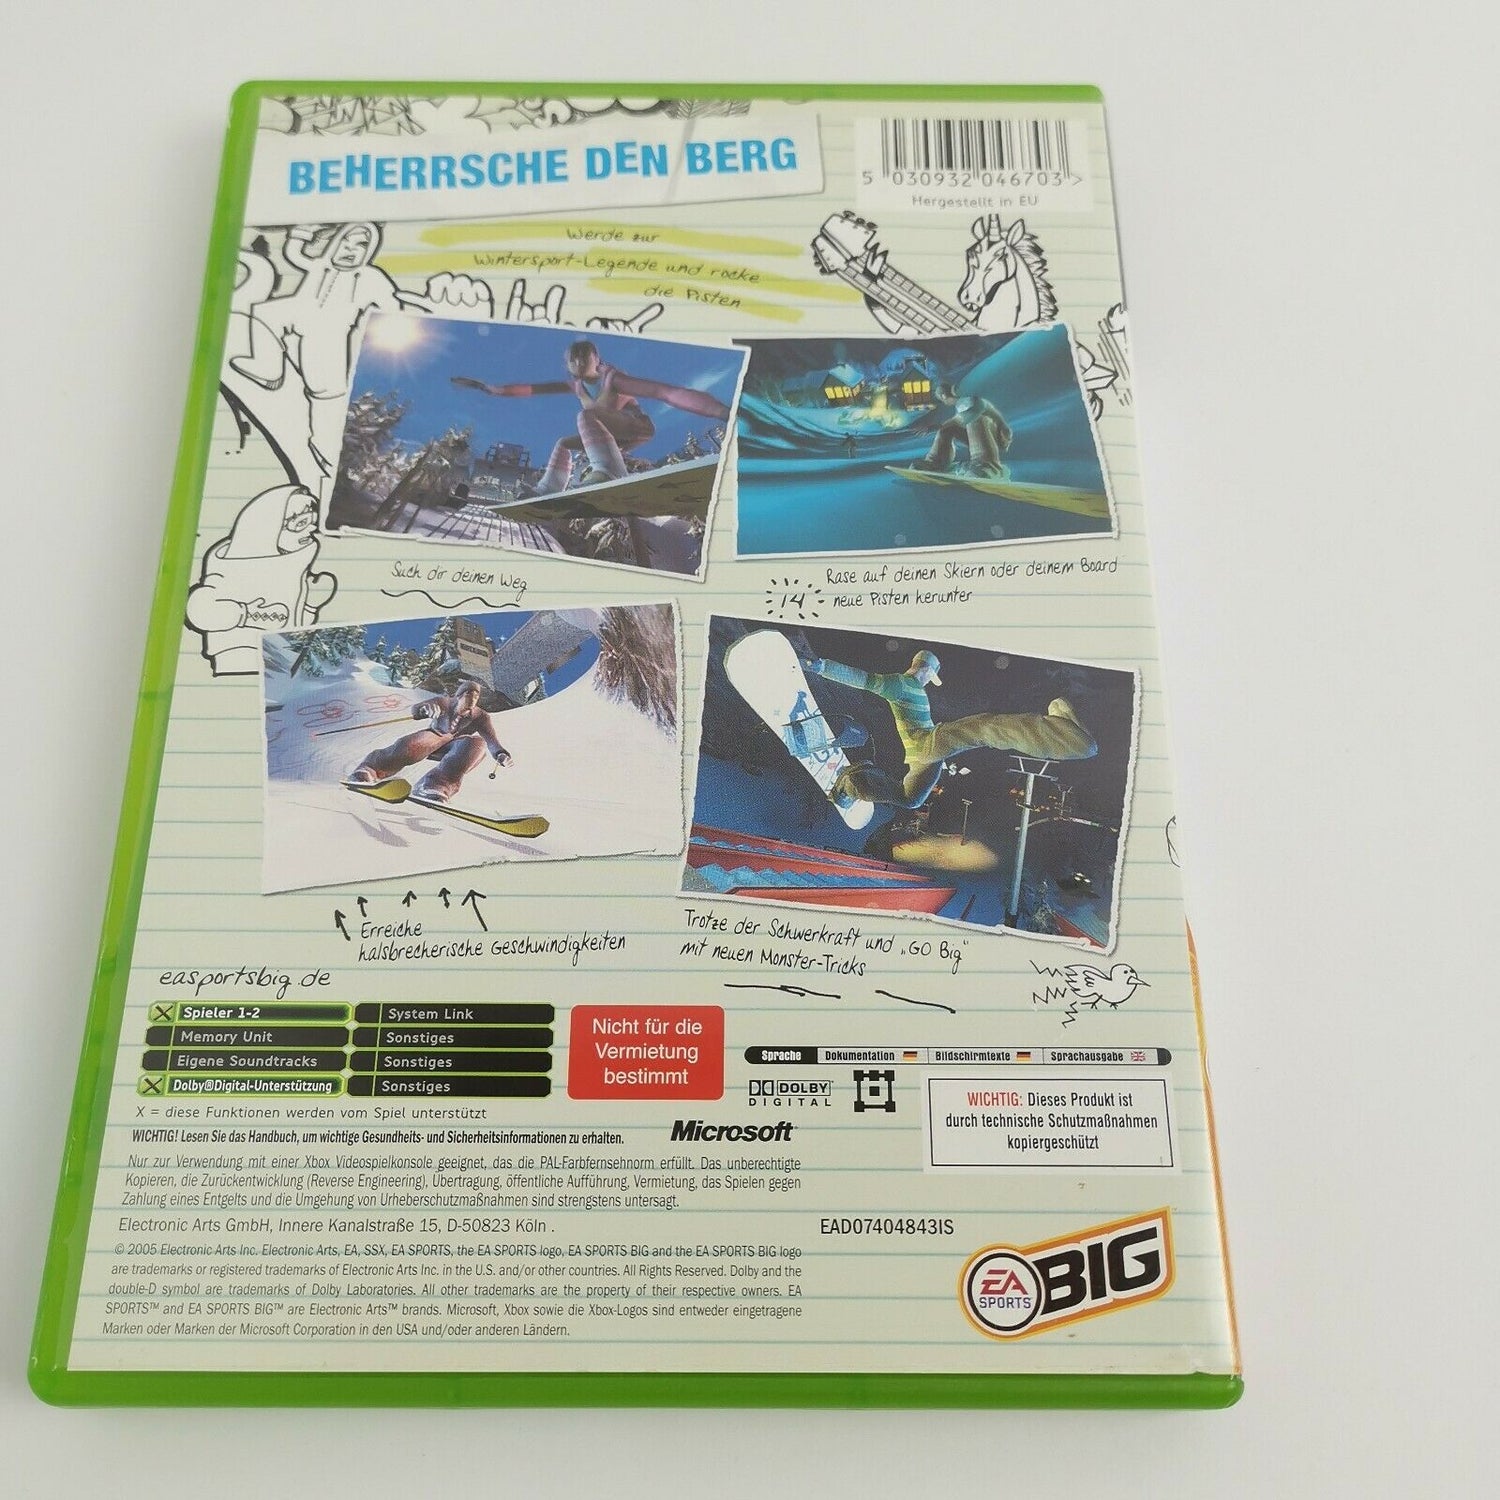 BEHERRSCHE DEN BERG
5 030932 046703 >
Hergestellt in EU
Werde zur
Wintersport-Legende und rocke
die Pisten
Such dir deinen Weg
Rase auf deinen Skiern oder deinem Board
14 neue Pisten herunter
Erreiche
halsbrecherische Geschwindigkeiten
Trotze der Schwerkraft und „GO Big"
mit neuen Monster-Tricks
easportsbig.de
X Spieler 1-2
Memory Unit
Eigene Soundtracks
X Dolby®Digital-Unterstützung
System Link
Sonstiges
Sonstiges
Sonstiges
Nicht für die
Vermietung
bestimmt
Sprache Dokumentation Bildschirmtexte Sprachausgabe
DOLBY
DIGITAL
X = diese Funktionen werden vom Spiel unterstützt
WICHTIG! Lesen Sie das Handbuch, um wichtige Gesundheits- und Sicherheitsinformationen zu erhalten.
Microsoft
WICHTIG: Dieses Produkt ist
durch technische Schutzmaßnahmen
kopiergeschützt
Nur zur Verwendung mit einer Xbox Videospielkonsole geeignet, das die PAL-Farbfernsehnorm erfüllt. Das unberechtigte
Kopieren, die Zurückentwicklung (Reverse Engineering), Übertragung, öffentliche Aufführung, Vermietung, das Spielen gegen
Zahlung eines Entgelts und die Umgehung von Urheberschutzmaßnahmen sind strengstens untersagt.
Electronic Arts GmbH, Innere Kanalstraße 15, D-50823 Köln .
EAD07404843IS
© 2005 Electronic Arts Inc. Electronic Arts, EA, SSX, EA SPORTS, the EA SPORTS logo, EA SPORTS BIG and the EA SPORTS BIG logo
are trademarks or registered trademarks of Electronic Arts Inc. in the U.S. and/or other countries. All Rights Reserved. Dolby and the
double-D symbol are trademarks of Dolby Laboratories. All other trademarks are the property of their respective owners. EA
SPORTS™ and EA SPORTS BIG™ are Electronic Arts™ brands. Microsoft, Xbox sowie die Xbox-Logos sind entweder eingetragene
Marken oder Marken der Microsoft Corporation in den USA und/oder anderen Ländern.
EA
SPORTS
BIG